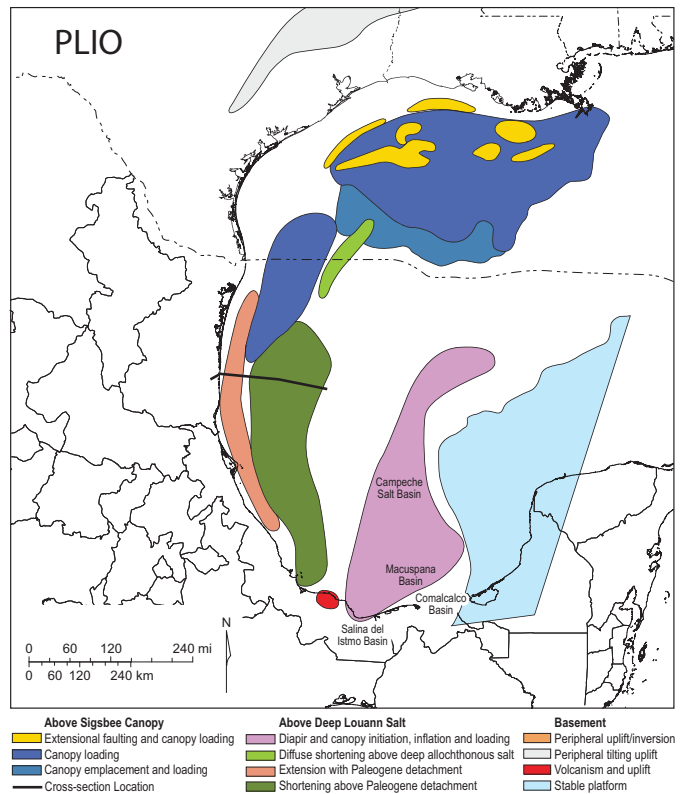 PLIO
Campeche
Salt Basin
Macuspana
Basin
Comalcalco
Basin
Salina del
Istmo Basin
N
0 60 120 240 mi
0 60 120 240 km
Above Sigsbee Canopy
Extensional faulting and canopy loading
Canopy loading
Canopy emplacement and loading
Cross-section Location
Above Deep Louann Salt
Diapir and canopy initiation, inflation and loading
Diffuse shortening above deep allochthonous salt
Extension with Paleogene detachment
Shortening above Paleogene detachment
Basement
Peripheral uplift/inversion
Peripheral tilting uplift
Volcanism and uplift
Stable platform